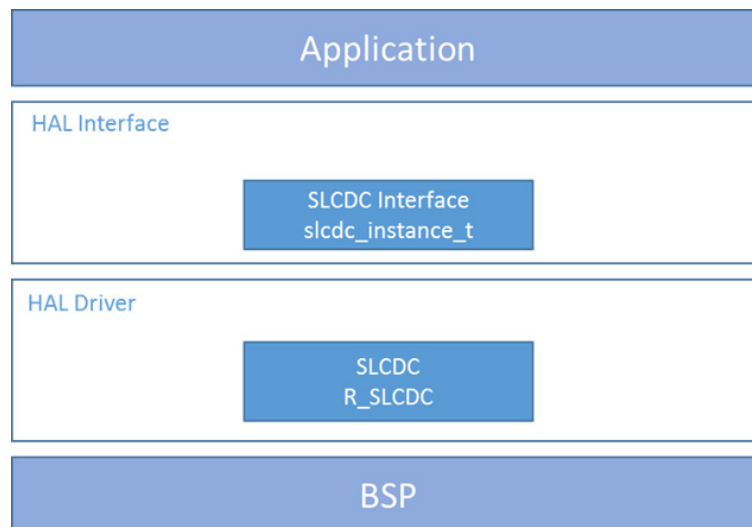 Application
HAL Interface
SLCDC Interface
slcdc_instance_t
HAL Driver
SLCDC
R_SLCDC
BSP